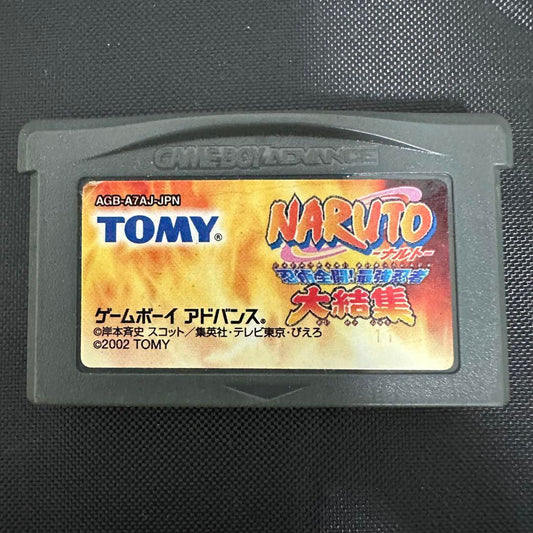 GAME BOY ADVANCE
AGB-A7AJ-JPN
TOMY®
NARUTO
-ナルト-
忍術全開!最強忍者
大結集
ゲームボーイ アドバンス®
©岸本斉史 スコット/集英社・テレビ東京・ぴえろ
©2002 TOMY
11